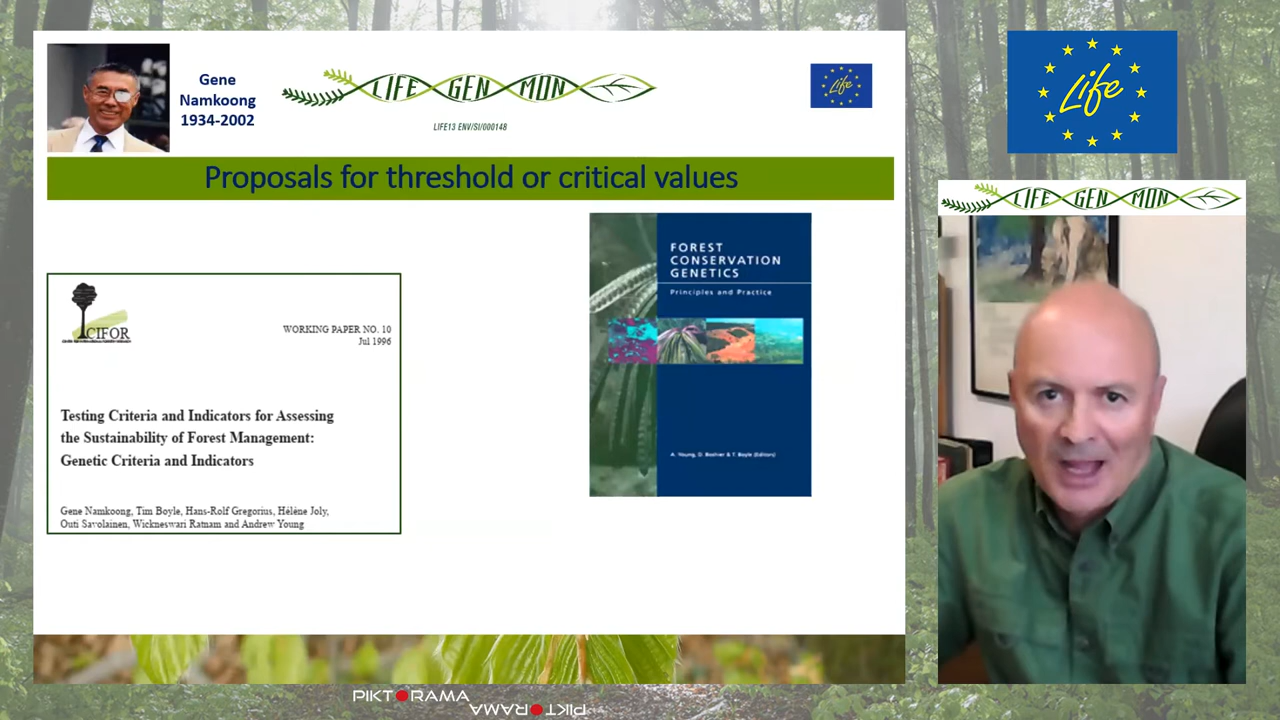 Gene
Namkoong
1934-2002
LIFE GEN MON
LIFE13 ENV/SI/000148
Life
Proposals for threshold or critical values
CIFOR
WORKING PAPER NO. 10
Jul 1996
Testing Criteria and Indicators for Assessing
the Sustainability of Forest Management:
Genetic Criteria and Indicators
Gene Namkoong, Tim Boyle, Hans-Rolf Gregorius, Hélène Joly,
Outi Savolainen, Wickneswari Ratnam and Andrew Young
FOREST
CONSERVATION
GENETICS
Principles and Practice
A. Young, D. Boshier & T. Boyle (Editors)
Life
LIFE GEN MON
PIKTORAMA
PIKTORAMA